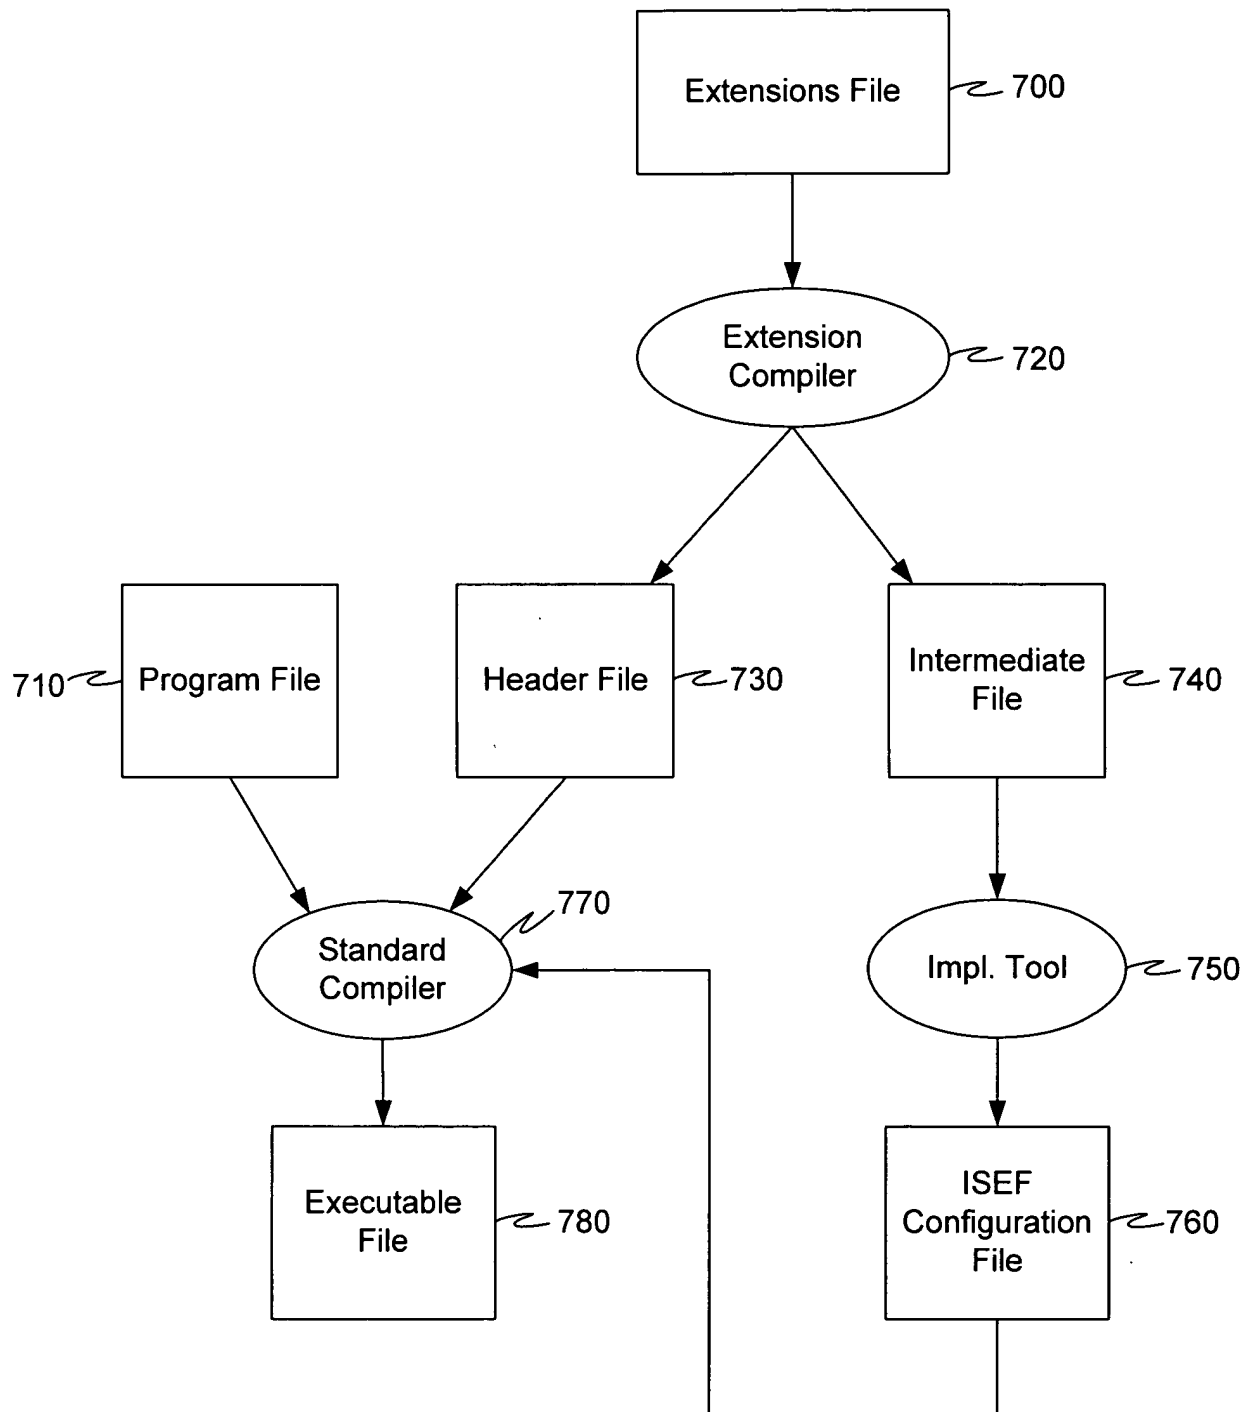 Extensions File
700
Extension
Compiler
720
710
Program File
Header File
730
Intermediate
File
740
770
Standard
Compiler
Impl. Tool
750
Executable
File
780
ISEF
Configuration
File
760